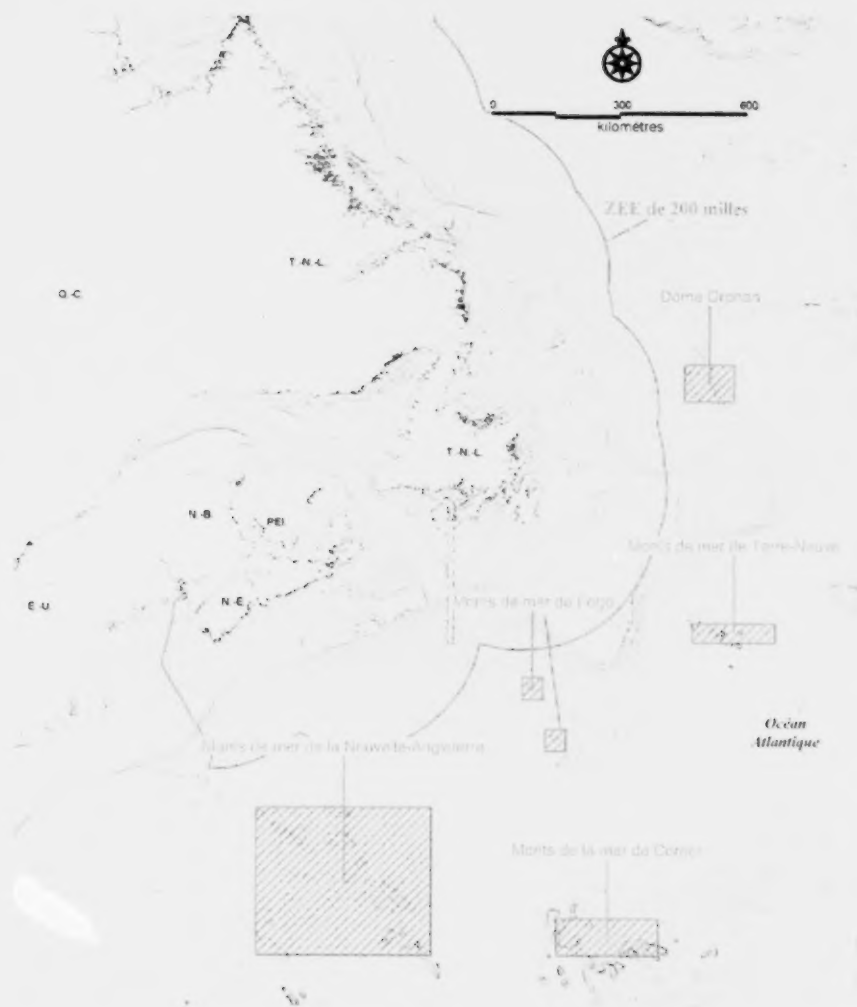 0 300 600
kilomètres
ZEE de 200 milles
T.-N.-L.
Q.-C.
Dôme Orphan
T.-N.-L.
N.-B.
PEI.
Monts de mer de Terre-Neuve
E.-U.
N.-E.
Monts de mer de Fogo
Océan
Atlantique
Monts de mer de la Nouvelle-Angleterre
Monts de la mer de Corner